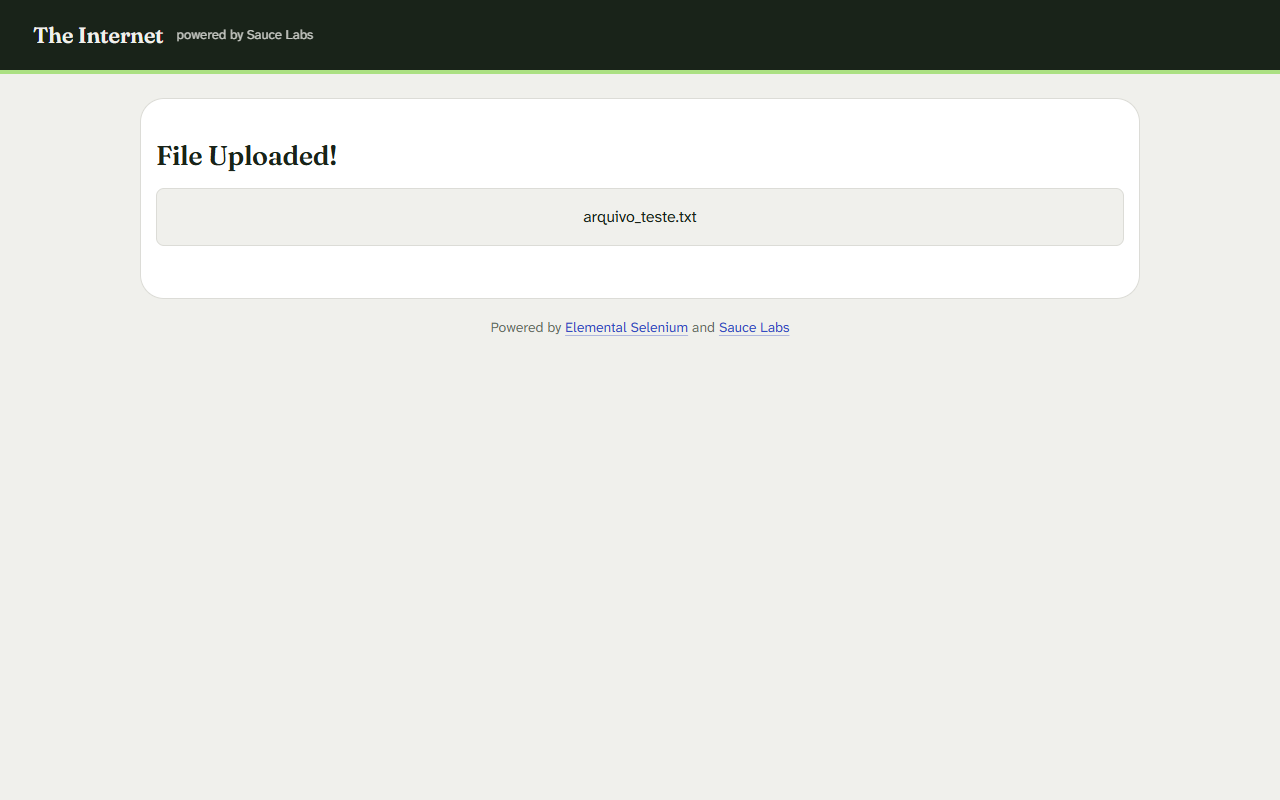 The Internet powered by Sauce Labs
File Uploaded!
arquivo_teste.txt
Powered by Elemental Selenium and Sauce Labs